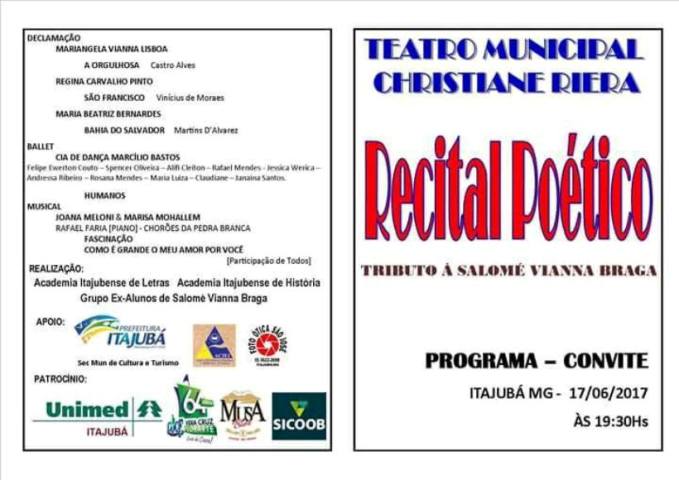 DECLAMAÇÃO
MARIANGELA VIANNA LISBOA
A ORGULHOSA Castro Alves
REGINA CARVALHO PINTO
SÃO FRANCISCO Vinícius de Moraes
MARIA BEATRIZ BERNARDES
BAHIA DO SALVADOR Martins D'Alvarez
BALLET
CIA DE DANÇA MARCÍLIO BASTOS
Felipe Ewerton Couto – Spencer Oliveira – Alifi Cleiton – Rafael Mendes - Jessica Werica –
Andressa Ribeiro – Rosana Mendes – Maria Luiza – Claudiane – Janaina Santos.
HUMANOS
MUSICAL
JOANA MELONI & MARISA MOHALLEM
RAFAEL FARIA [PIANO] - CHORÕES DA PEDRA BRANCA
FASCINAÇÃO
COMO É GRANDE O MEU AMOR POR VOCÊ
[Participação de Todos]
REALIZAÇÃO:
Academia Itajubense de Letras Academia Itajubense de História
Grupo Ex-Alunos de Salomé Vianna Braga
APOIO:
PREFEITURA
ITAJUBÁ
Sec Mun de Cultura e Turismo
FOTO ÓTICA SÃO JOSÉ
PATROCÍNIO:
Unimed
ITAJUBÁ
VERA CRUZ
MUSA
SICOOB
TEATRO MUNICIPAL
CHRISTIANE RIERA
Recital Poético
TRIBUTO À SALOMÉ VIANNA BRAGA
PROGRAMA – CONVITE
ITAJUBÁ MG - 17/06/2017
ÀS 19:30Hs